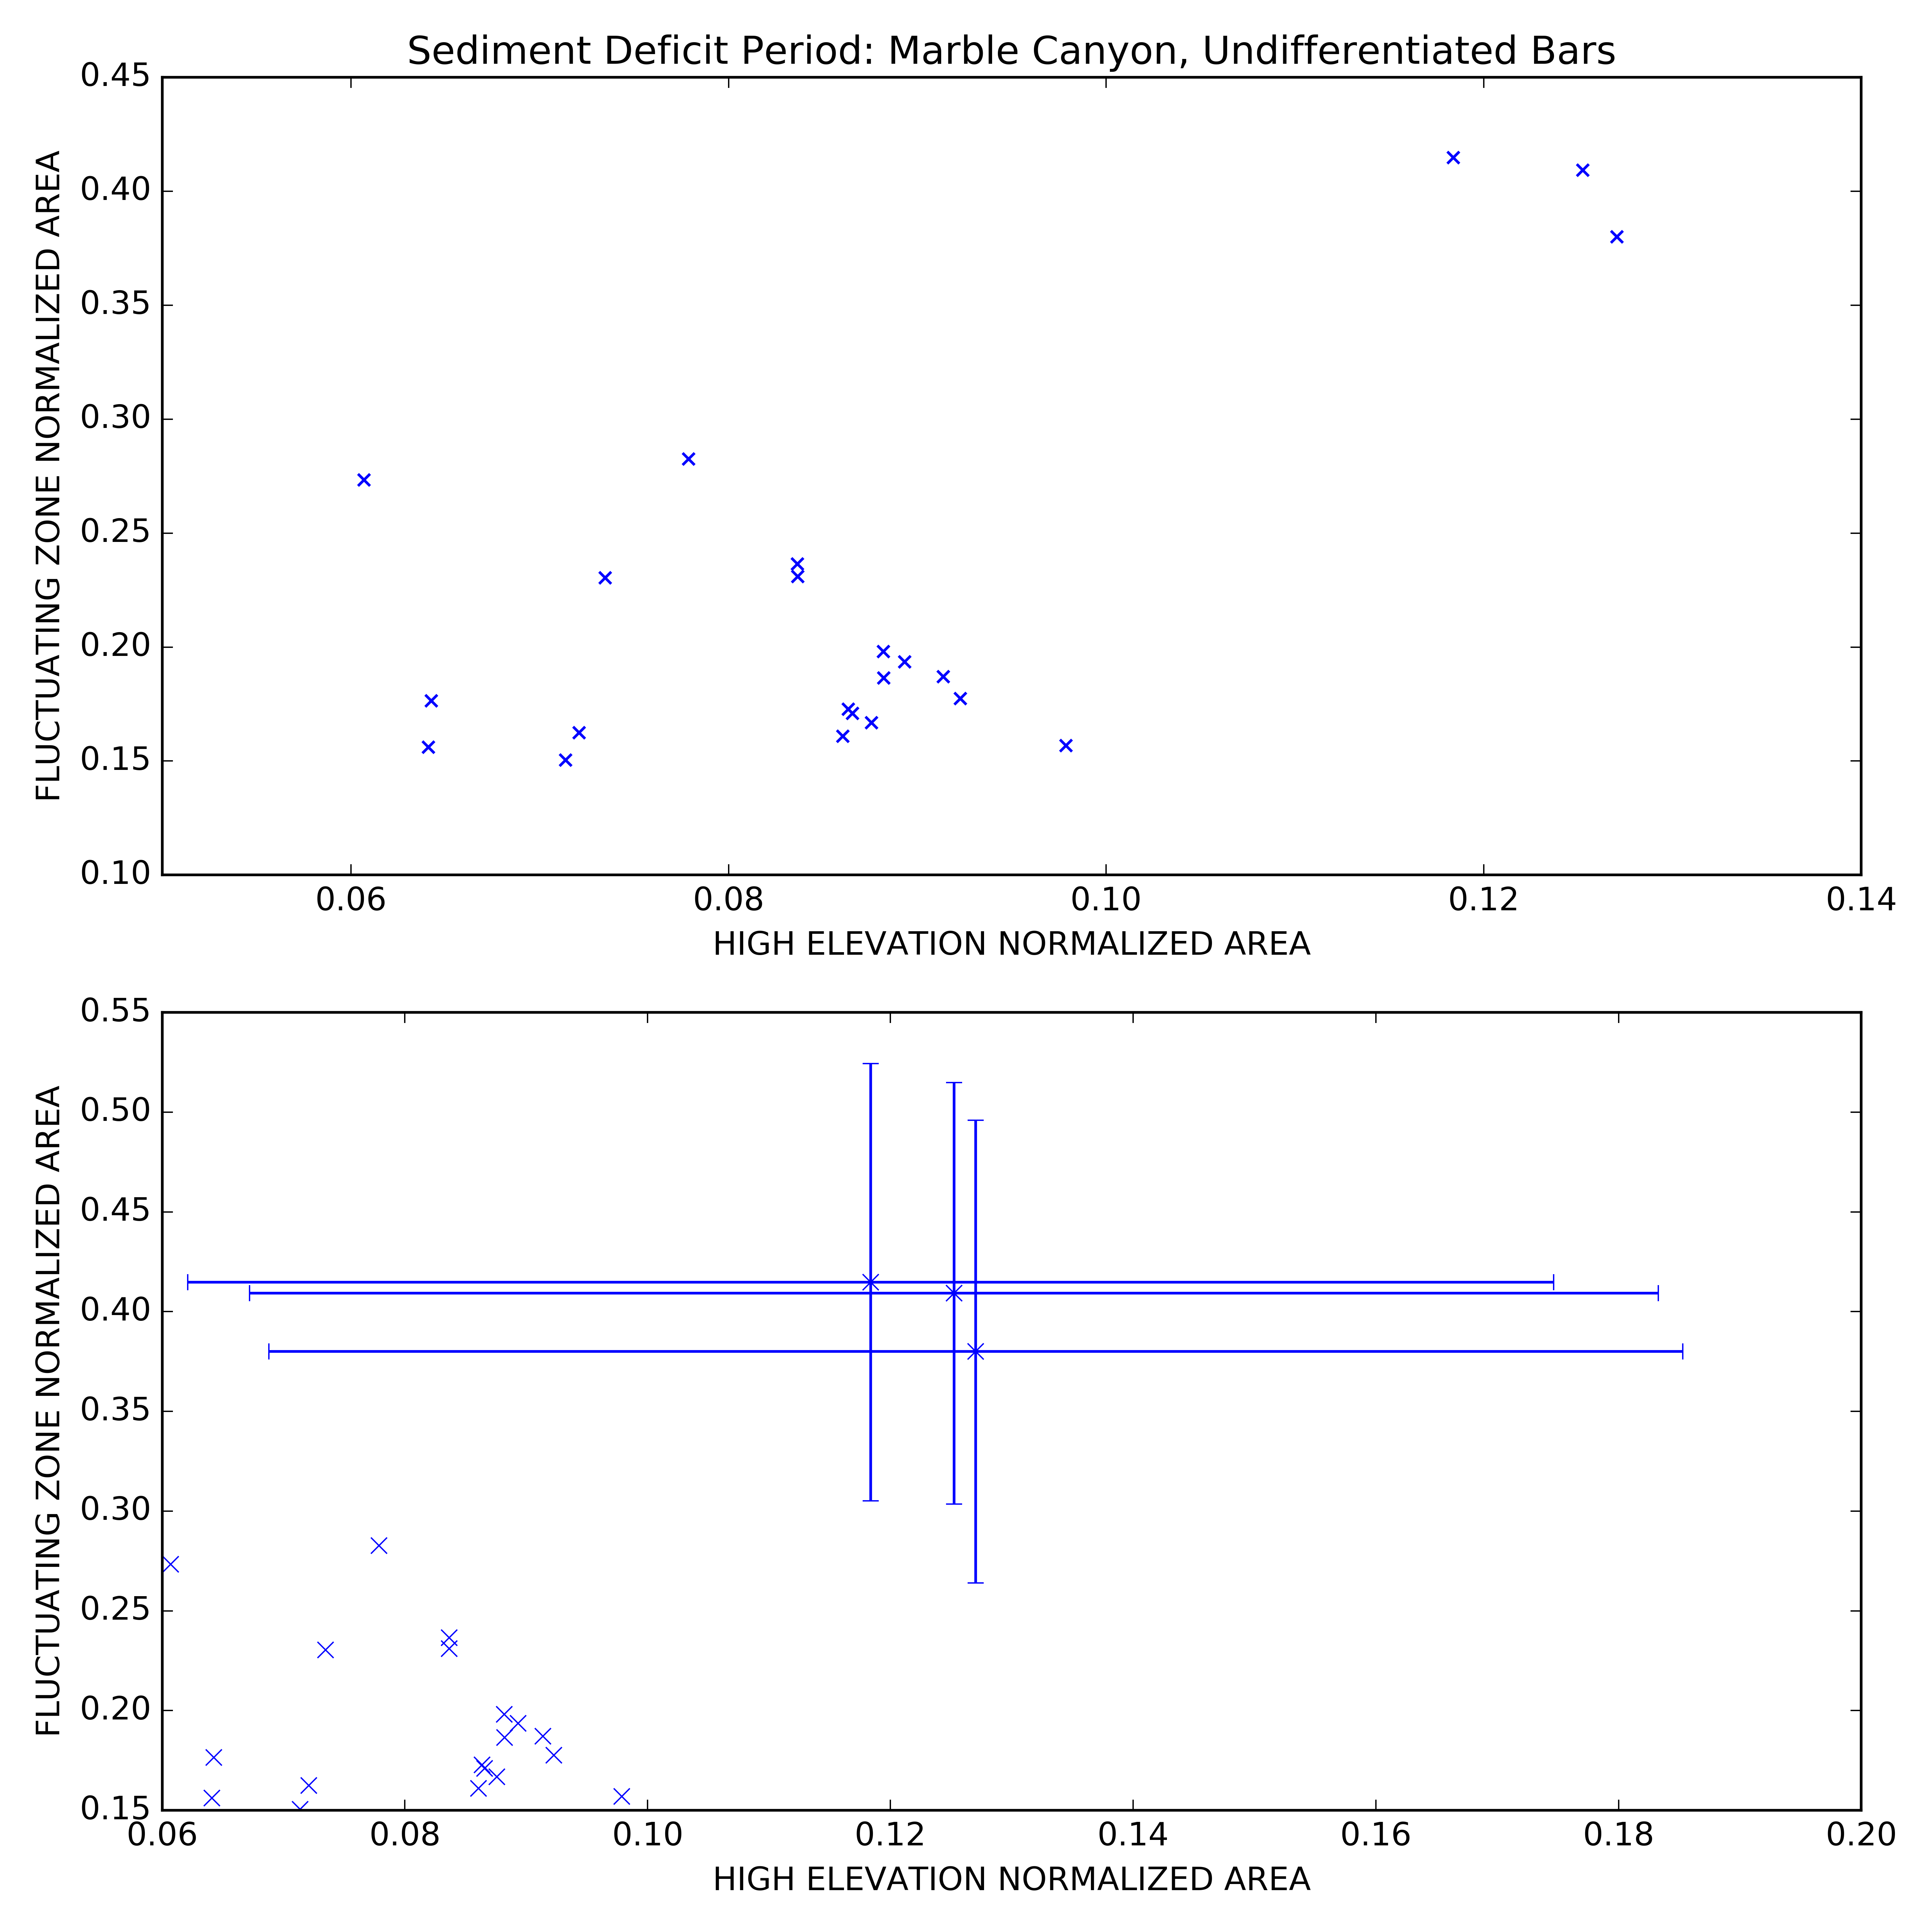 Sediment Deficit Period: Marble Canyon, Undifferentiated Bars
0.45
0.40
0.35
0.30
0.25
0.20
0.15
0.10
FLUCTUATING ZONE NORMALIZED AREA
0.06 0.08 0.10 0.12 0.14
HIGH ELEVATION NORMALIZED AREA
0.55
0.50
0.45
0.40
0.35
0.30
0.25
0.20
0.15
FLUCTUATING ZONE NORMALIZED AREA
0.06 0.08 0.10 0.12 0.14 0.16 0.18 0.20
HIGH ELEVATION NORMALIZED AREA